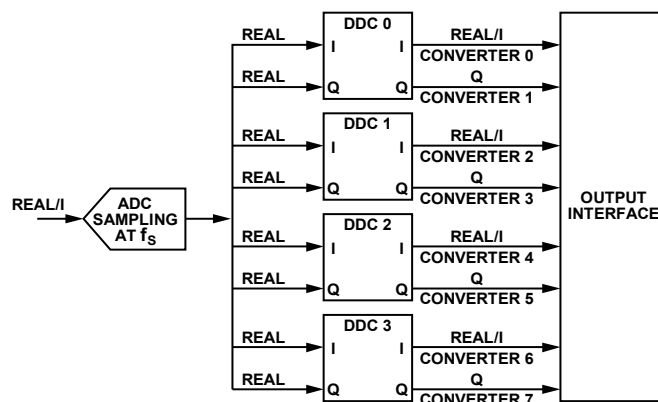 REAL/I
ADC
SAMPLING
AT fS
REAL
REAL
DDC 0
I
I
Q
Q
REAL/I
CONVERTER 0
Q
CONVERTER 1
REAL
REAL
DDC 1
I
I
Q
Q
REAL/I
CONVERTER 2
Q
CONVERTER 3
REAL
REAL
DDC 2
I
I
Q
Q
REAL/I
CONVERTER 4
Q
CONVERTER 5
REAL
REAL
DDC 3
I
I
Q
Q
REAL/I
CONVERTER 6
Q
CONVERTER 7
OUTPUT
INTERFACE